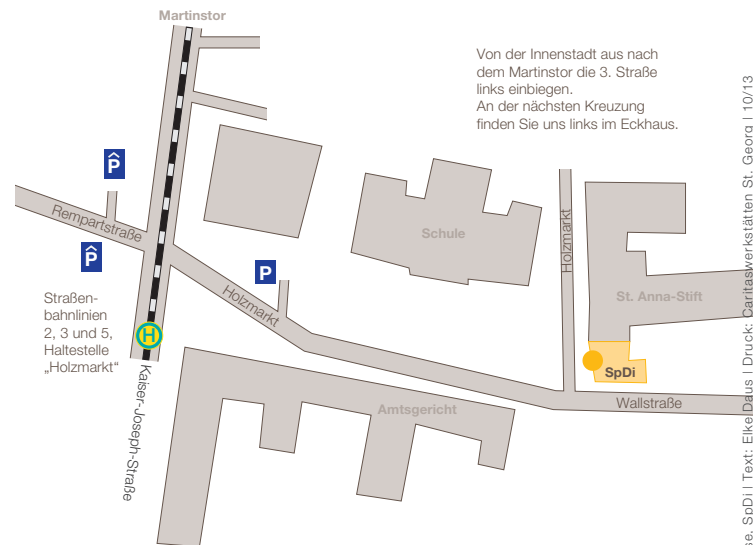 Martinstor
Von der Innenstadt aus nach
dem Martinstor die 3. Straße
links einbiegen.
An der nächsten Kreuzung
finden Sie uns links im Eckhaus.
P
Rempartstraße
P
Straßen-
bahnlinien
2, 3 und 5,
Haltestelle
„Holzmarkt“
H
P
Holzmarkt
Kaiser-Joseph-Straße
Schule
Holzmarkt
St. Anna-Stift
SpDi
Wallstraße
Amtsgericht
se, SpDi | Text: Elke Daus | Druck: Caritaswerkstätten St. Georg | 10/13